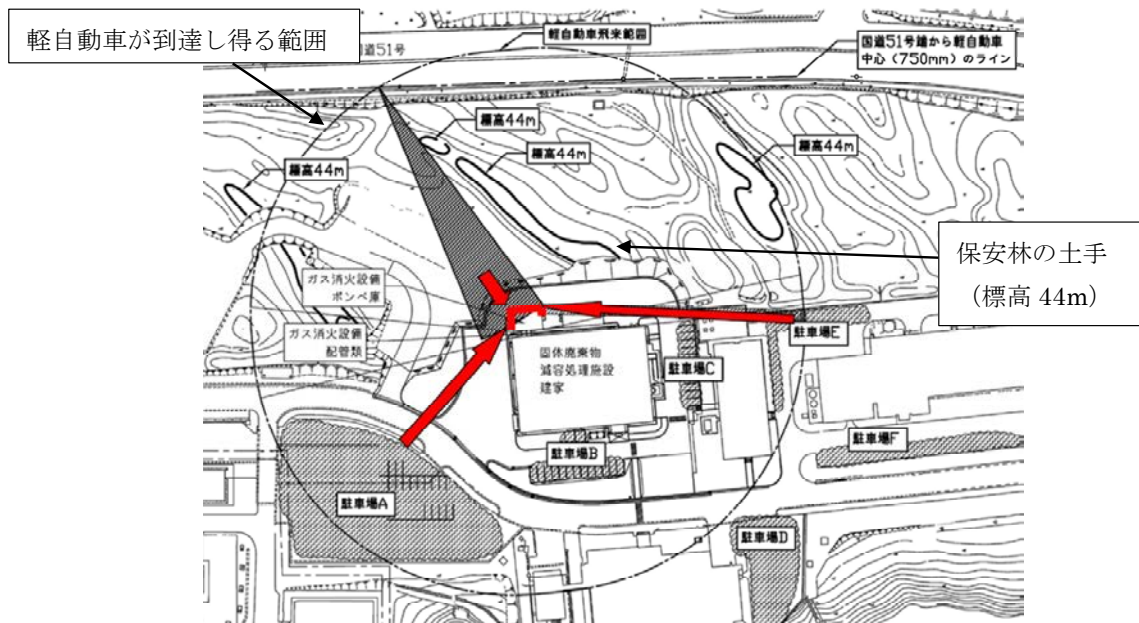 軽自動車が到達し得る範囲
国道51号
軽自動車飛来範囲
国道51号端から軽自動車
中心(750mm)のライン
標高44m
標高44m
標高44m
標高44m
保安林の土手
(標高 44m)
ガス消火設備
ボンベ庫
ガス消火設備
配管類
固体廃棄物
減容処理施設
建家
駐車場E
駐車場C
駐車場B
駐車場F
駐車場A
駐車場D